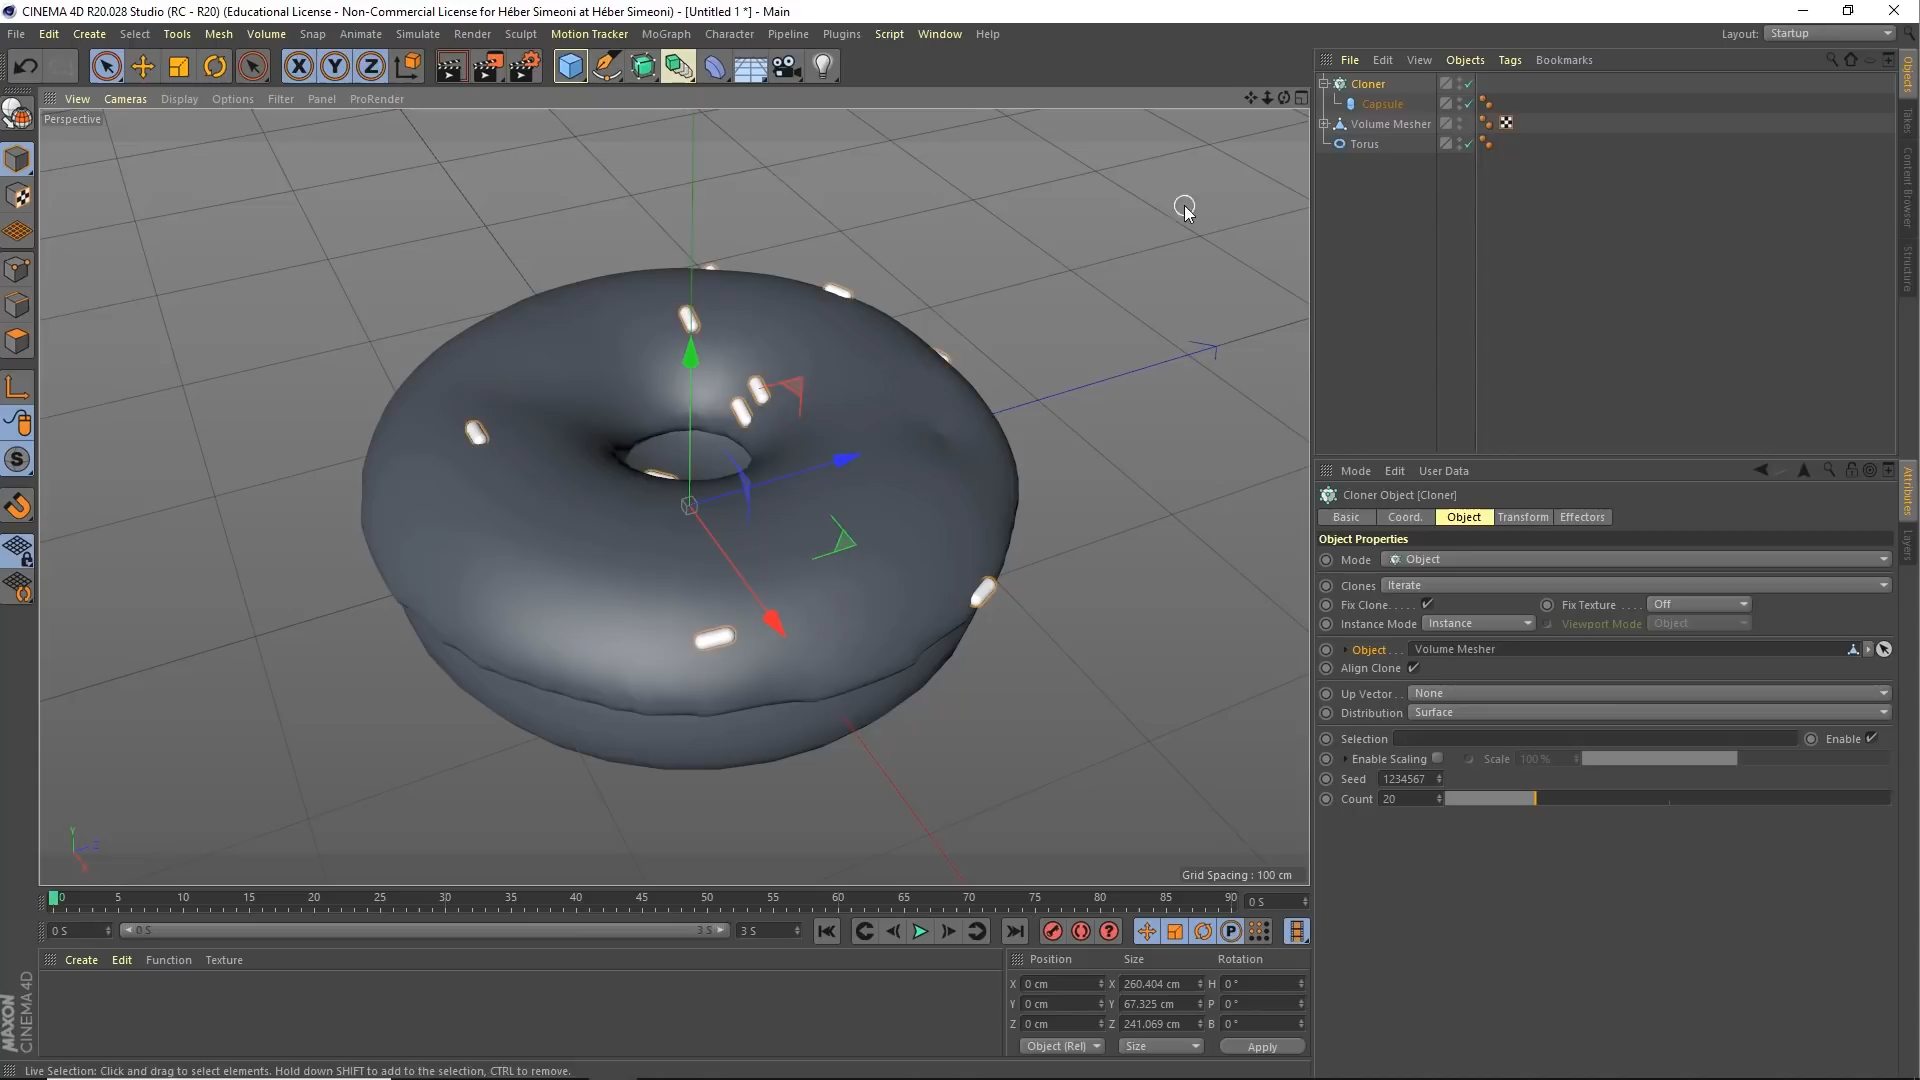 CINEMA 4D R20.028 Studio (RC - R20) (Educational License - Non-Commercial License for Héber Simeoni at Héber Simeoni) - [Untitled 1 *] - Main
File Edit Create Select Tools Mesh Volume Snap Animate Simulate Render Sculpt Motion Tracker MoGraph Character Pipeline Plugins Script Window Help
Layout: Startup
X Y Z
File Edit View Objects Tags Bookmarks
View Cameras Display Options Filter Panel ProRender
Perspective
Cloner
Capsule
Volume Mesher
Torus
Objects
Takes
Content Browser
Structure
Mode Edit User Data
Cloner Object [Cloner]
Basic Coord. Object Transform Effectors
Object Properties
Mode Object
Clones Iterate
Fix Clone. . . . . Fix Texture . . . . Off
Instance Mode Instance Viewport Mode Object
Object . . . Volume Mesher
Align Clone
Up Vector . . None
Distribution Surface
Selection Enable
Enable Scaling Scale 100 %
Seed 1234567
Count 20
Attributes
Layers
S
Y
Z
X
Grid Spacing : 100 cm
0 5 10 15 20 25 30 35 40 45 50 55 60 65 70 75 80 85 90 0 S
0 S 0 S 3 S 3 S
P
Create Edit Function Texture
Position Size Rotation
X 0 cm X 260.404 cm H 0 °
Y 0 cm Y 67.325 cm P 0 °
Z 0 cm Z 241.069 cm B 0 °
Object (Rel) Size Apply
MAXON
CINEMA 4D
Live Selection: Click and drag to select elements. Hold down SHIFT to add to the selection, CTRL to remove.